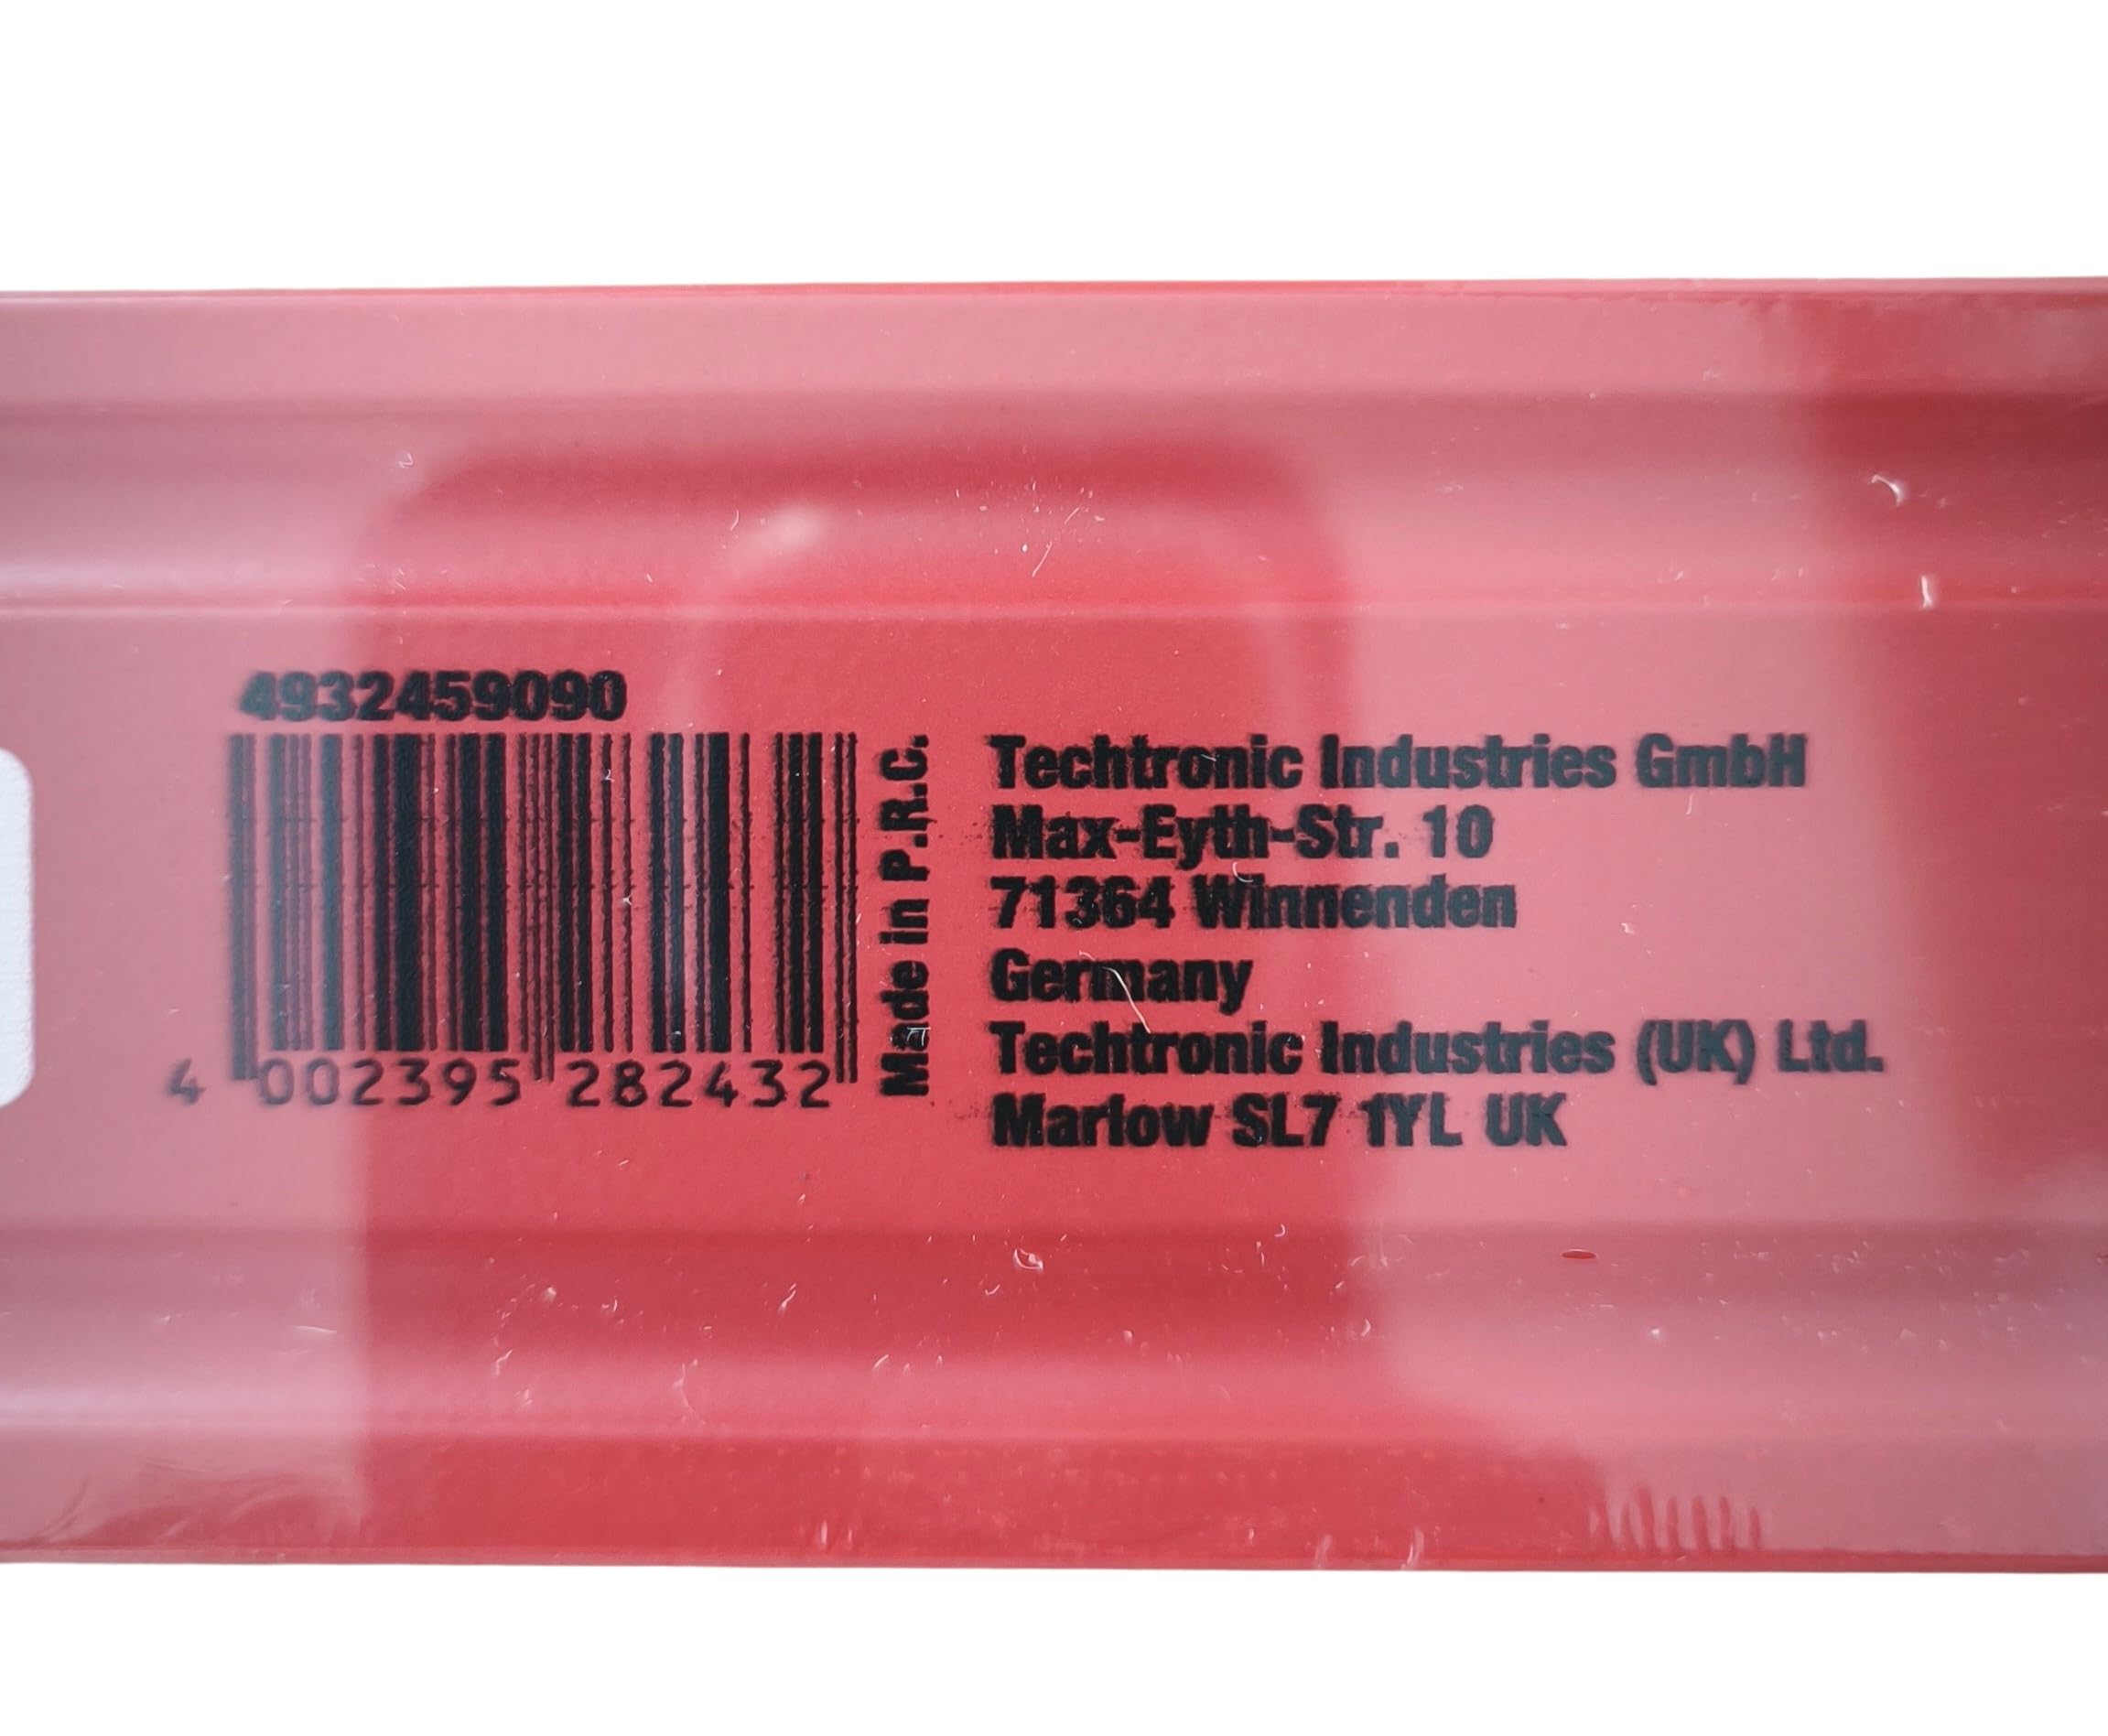 4932459090
4 002395 282432
Made in P.R.C.
Techtronic Industries GmbH
Max-Eyth-Str. 10
71364 Winnenden
Germany
Techtronic Industries (UK) Ltd.
Marlow SL7 1YL UK